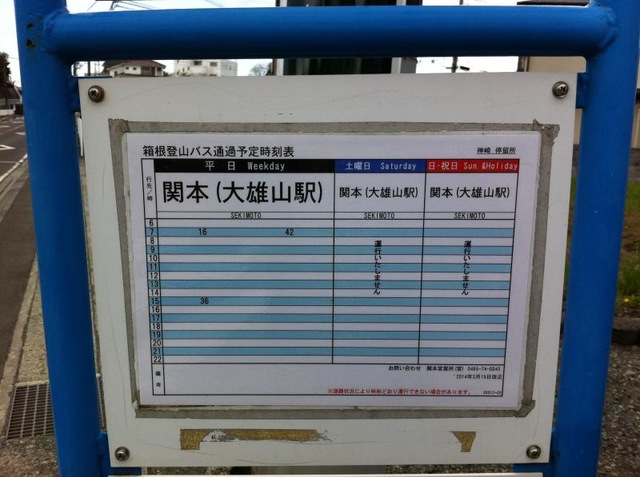 箱根登山バス通過予定時刻表 神崎 停留所
行先/時 平 日 Weekday 土曜日 Saturday 日・祝日 Sun.&Holiday
関本(大雄山駅) 関本(大雄山駅) 関本(大雄山駅)
SEKIMOTO SEKIMOTO SEKIMOTO
6
7 16 42
8
9
10
11
12
13
14
15 36
16
17
18
19
20
21
22
運行いたしません
運行いたしません
備考
お問い合わせ 関本営業所(営) 0465-74-0043
'2014年3月15日改正
※道路状況により時刻どおり運行できない場合があります。